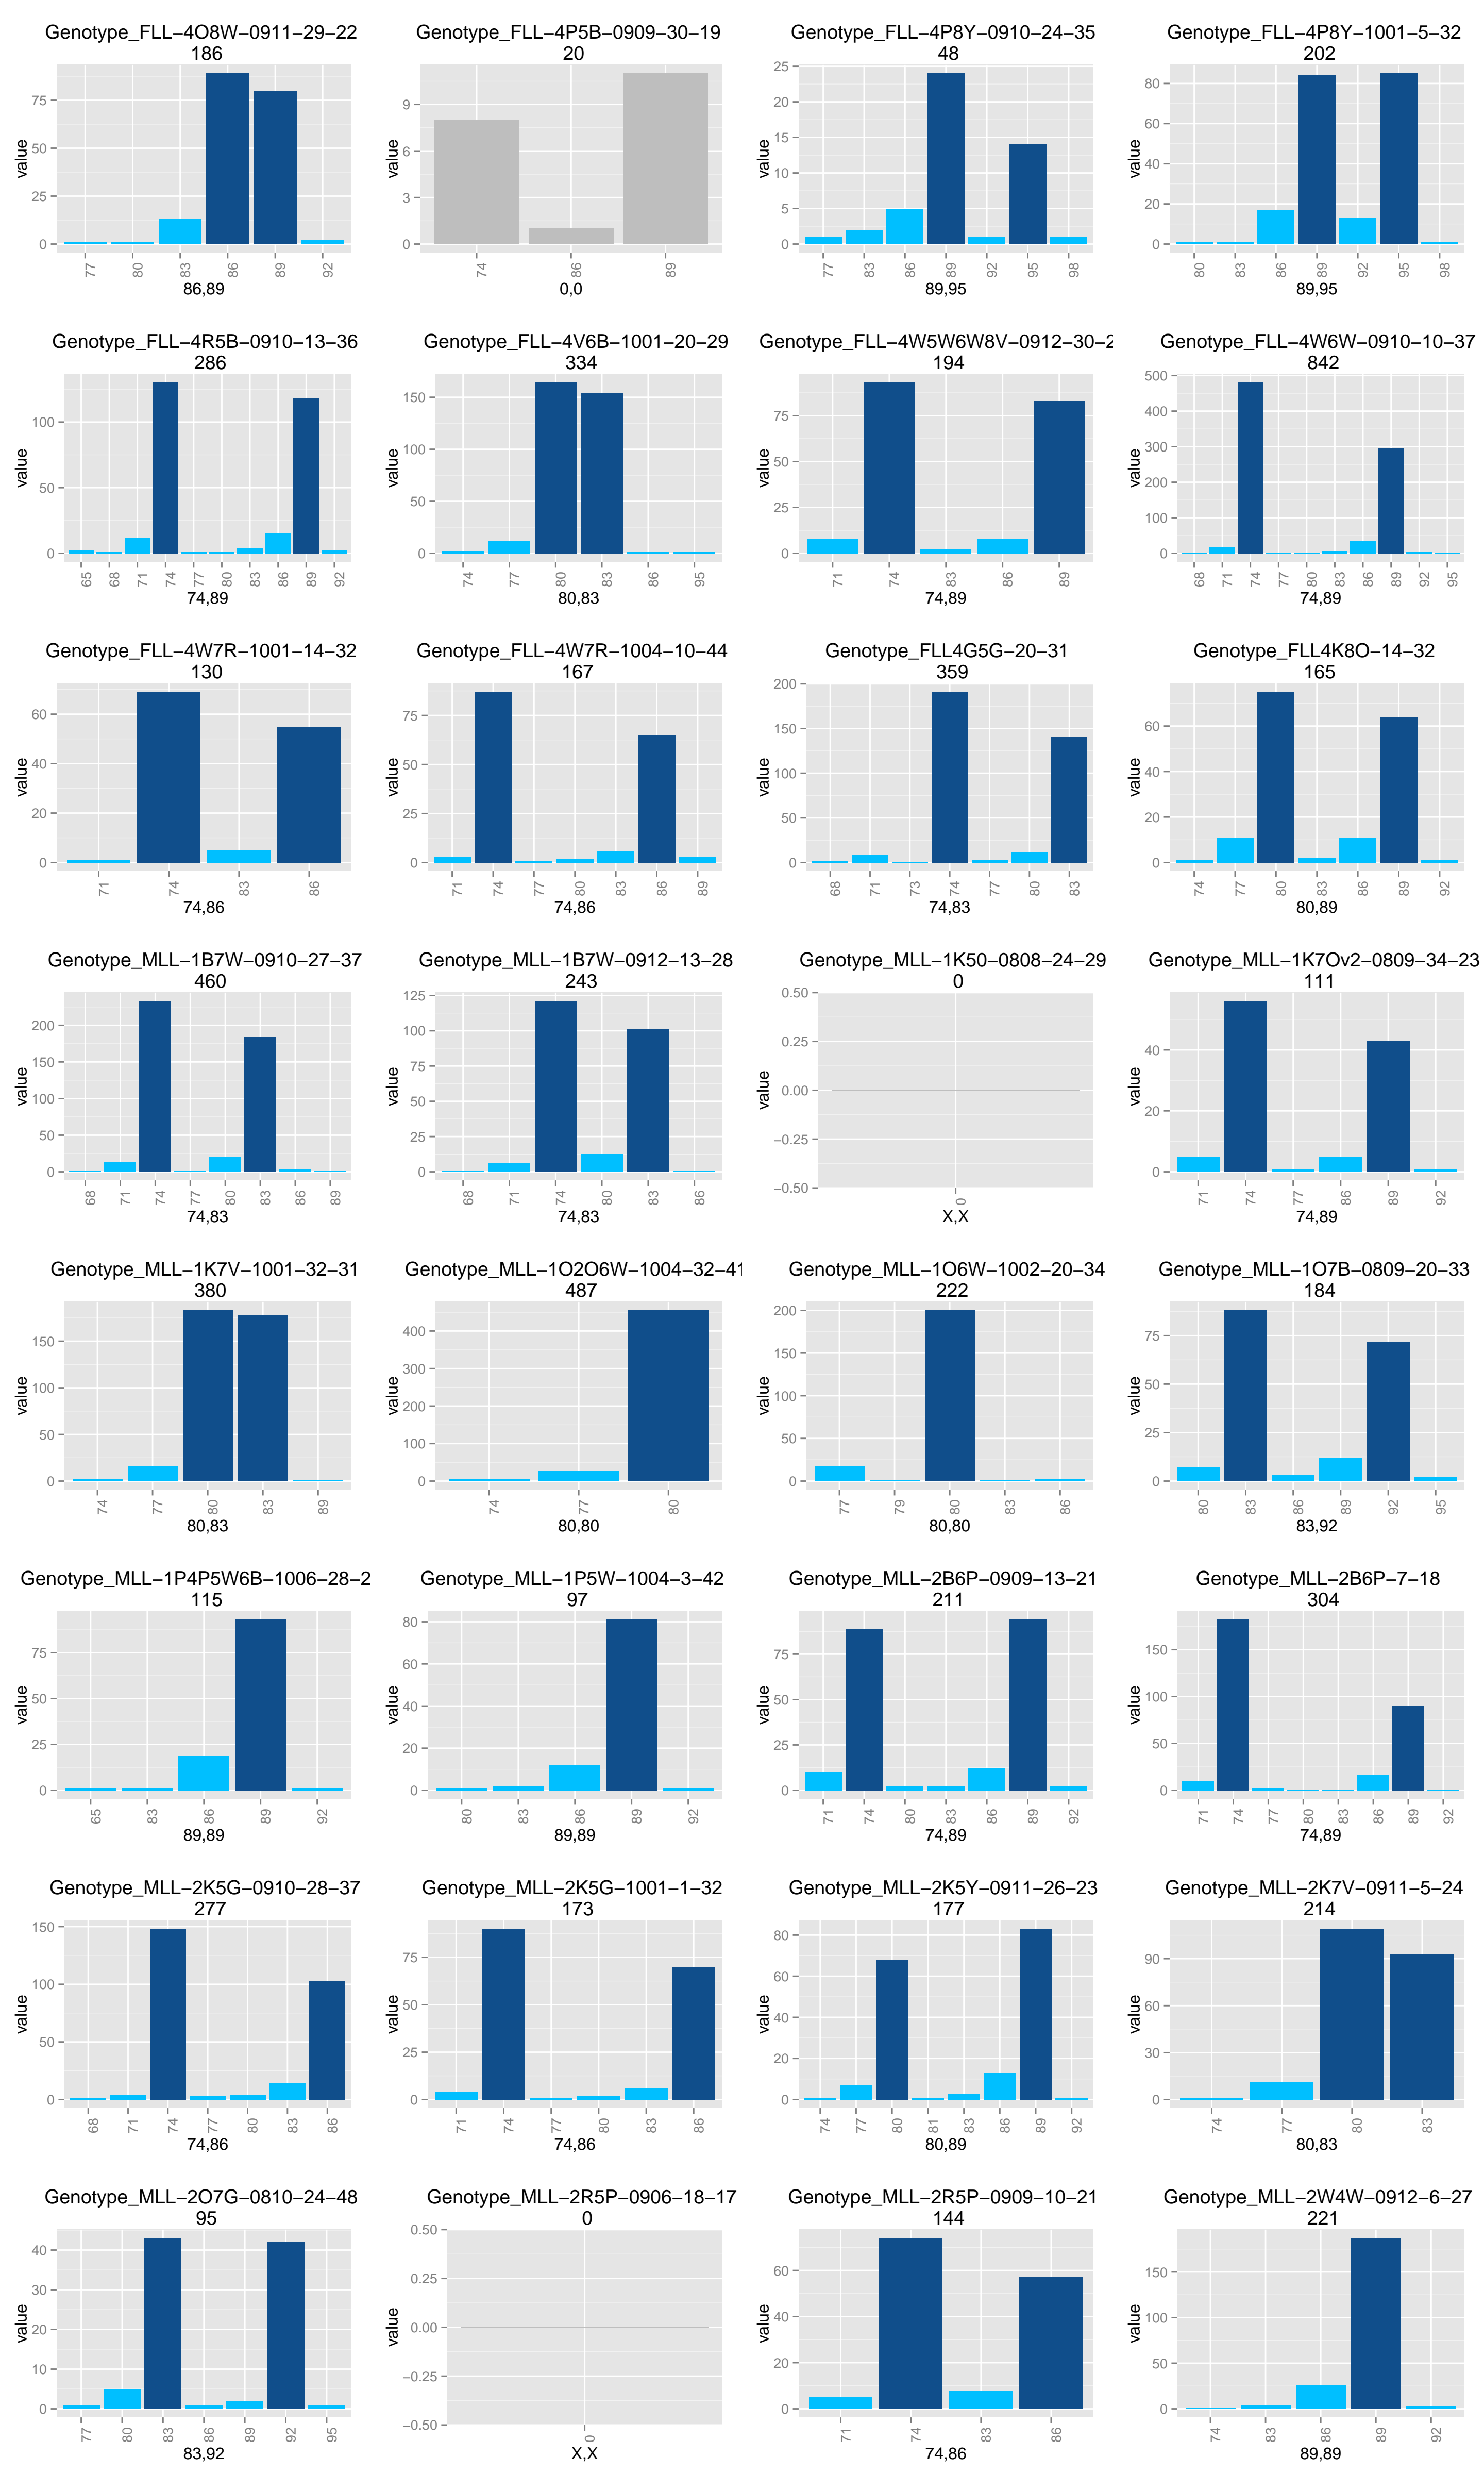 Genotype_FLL−4O8W−0911−29−22
186
value
75
50
25
0
77 80 83 86 89 92
86,89
Genotype_FLL−4P5B−0909−30−19
20
value
9
6
3
0
74 86 89
0,0
Genotype_FLL−4P8Y−0910−24−35
48
value
25
20
15
10
5
0
77 83 86 89 92 95 98
89,95
Genotype_FLL−4P8Y−1001−5−32
202
value
80
60
40
20
0
80 83 86 89 92 95 98
89,95
Genotype_FLL−4R5B−0910−13−36
286
value
100
50
0
65 68 71 74 77 80 83 86 89 92
74,89
Genotype_FLL−4V6B−1001−20−29
334
value
150
100
50
0
74 77 80 83 86 95
80,83
Genotype_FLL−4W5W6W8V−0912−30−2
194
value
75
50
25
0
71 74 83 86 89
74,89
Genotype_FLL−4W6W−0910−10−37
842
value
500
400
300
200
100
0
68 71 74 77 80 83 86 89 92 95
74,89
Genotype_FLL−4W7R−1001−14−32
130
value
60
40
20
0
71 74 83 86
74,86
Genotype_FLL−4W7R−1004−10−44
167
value
75
50
25
0
71 74 77 80 83 86 89
74,86
Genotype_FLL4G5G−20−31
359
value
200
150
100
50
0
68 71 73 74 77 80 83
74,83
Genotype_FLL4K8O−14−32
165
value
60
40
20
0
74 77 80 83 86 89 92
80,89
Genotype_MLL−1B7W−0910−27−37
460
value
200
150
100
50
0
68 71 74 77 80 83 86 89
74,83
Genotype_MLL−1B7W−0912−13−28
243
value
125
100
75
50
25
0
68 71 74 80 83 86
74,83
Genotype_MLL−1K50−0808−24−29
0
value
0.50
0.25
0.00
−0.25
−0.50
0
X,X
Genotype_MLL−1K7Ov2−0809−34−23
111
value
40
20
0
71 74 77 86 89 92
74,89
Genotype_MLL−1K7V−1001−32−31
380
value
150
100
50
0
74 77 80 83 89
80,83
Genotype_MLL−1O2O6W−1004−32−41
487
value
400
300
200
100
0
74 77 80
80,80
Genotype_MLL−1O6W−1002−20−34
222
value
200
150
100
50
0
77 79 80 83 86
80,80
Genotype_MLL−1O7B−0809−20−33
184
value
75
50
25
0
80 83 86 89 92 95
83,92
Genotype_MLL−1P4P5W6B−1006−28−2
115
value
75
50
25
0
65 83 86 89 92
89,89
Genotype_MLL−1P5W−1004−3−42
97
value
80
60
40
20
0
80 83 86 89 92
89,89
Genotype_MLL−2B6P−0909−13−21
211
value
75
50
25
0
71 74 80 83 86 89 92
74,89
Genotype_MLL−2B6P−7−18
304
value
150
100
50
0
71 74 77 80 83 86 89 92
74,89
Genotype_MLL−2K5G−0910−28−37
277
value
150
100
50
0
68 71 74 77 80 83 86
74,86
Genotype_MLL−2K5G−1001−1−32
173
value
75
50
25
0
71 74 77 80 83 86
74,86
Genotype_MLL−2K5Y−0911−26−23
177
value
80
60
40
20
0
74 77 80 81 83 86 89 92
80,89
Genotype_MLL−2K7V−0911−5−24
214
value
90
60
30
0
74 77 80 83
80,83
Genotype_MLL−2O7G−0810−24−48
95
value
40
30
20
10
0
77 80 83 86 89 92 95
83,92
Genotype_MLL−2R5P−0906−18−17
0
value
0.50
0.25
0.00
−0.25
−0.50
0
X,X
Genotype_MLL−2R5P−0909−10−21
144
value
60
40
20
0
71 74 83 86
74,86
Genotype_MLL−2W4W−0912−6−27
221
value
150
100
50
0
74 83 86 89 92
89,89